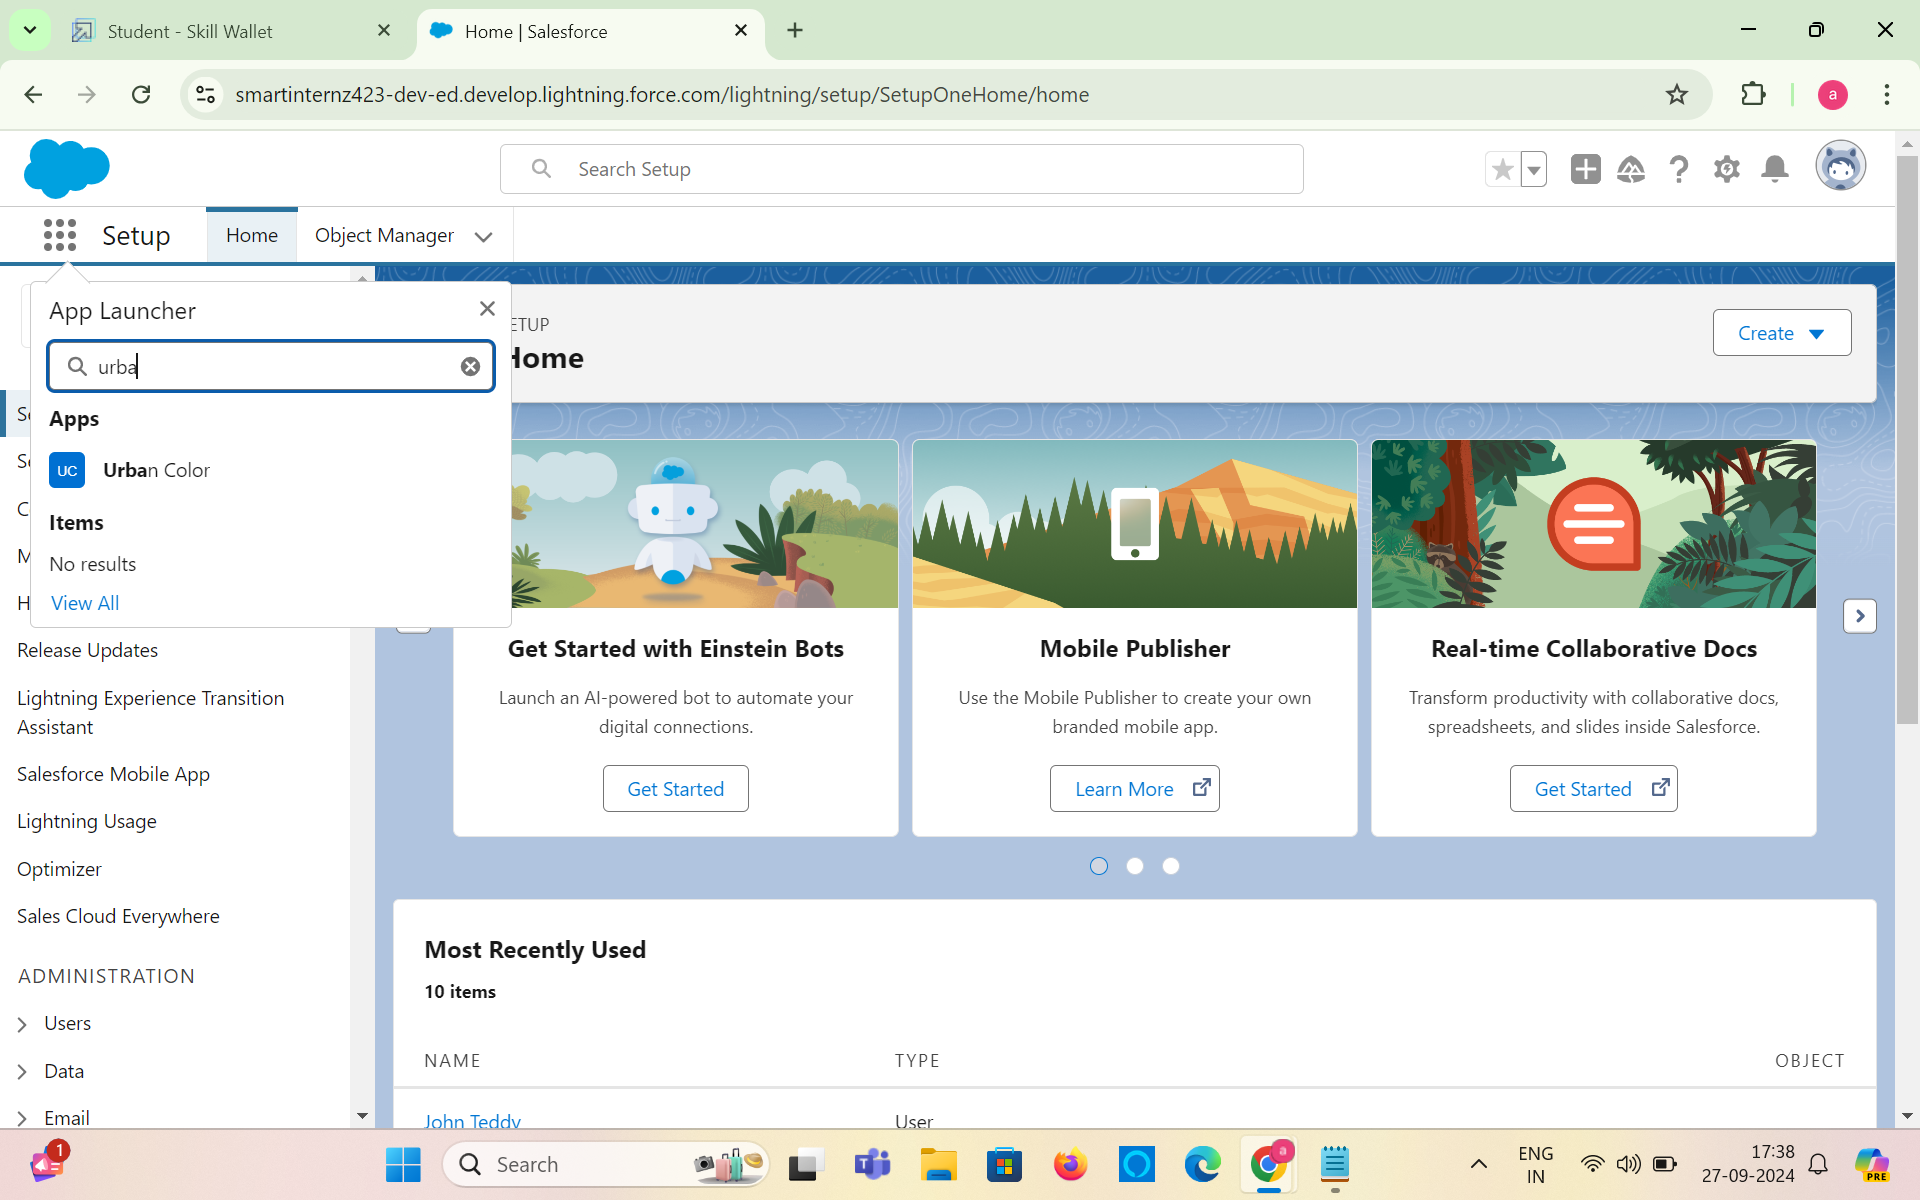 Student - Skill Wallet
Home | Salesforce
smartinternz423-dev-ed.develop.lightning.force.com/lightning/setup/SetupOneHome/home
a
Search Setup
Setup
Home
Object Manager
App Launcher
urba
Apps
UC
Urban Color
Items
No results
View All
ETUP
Home
Create
Release Updates
Lightning Experience Transition
Assistant
Salesforce Mobile App
Lightning Usage
Optimizer
Sales Cloud Everywhere
ADMINISTRATION
Users
Data
Email
Get Started with Einstein Bots
Launch an AI-powered bot to automate your
digital connections.
Get Started
Mobile Publisher
Use the Mobile Publisher to create your own
branded mobile app.
Learn More
Real-time Collaborative Docs
Transform productivity with collaborative docs,
spreadsheets, and slides inside Salesforce.
Get Started
Most Recently Used
10 items
NAME
TYPE
OBJECT
John Teddy
User
1
Search
a
ENG
IN
17:38
27-09-2024
PRE